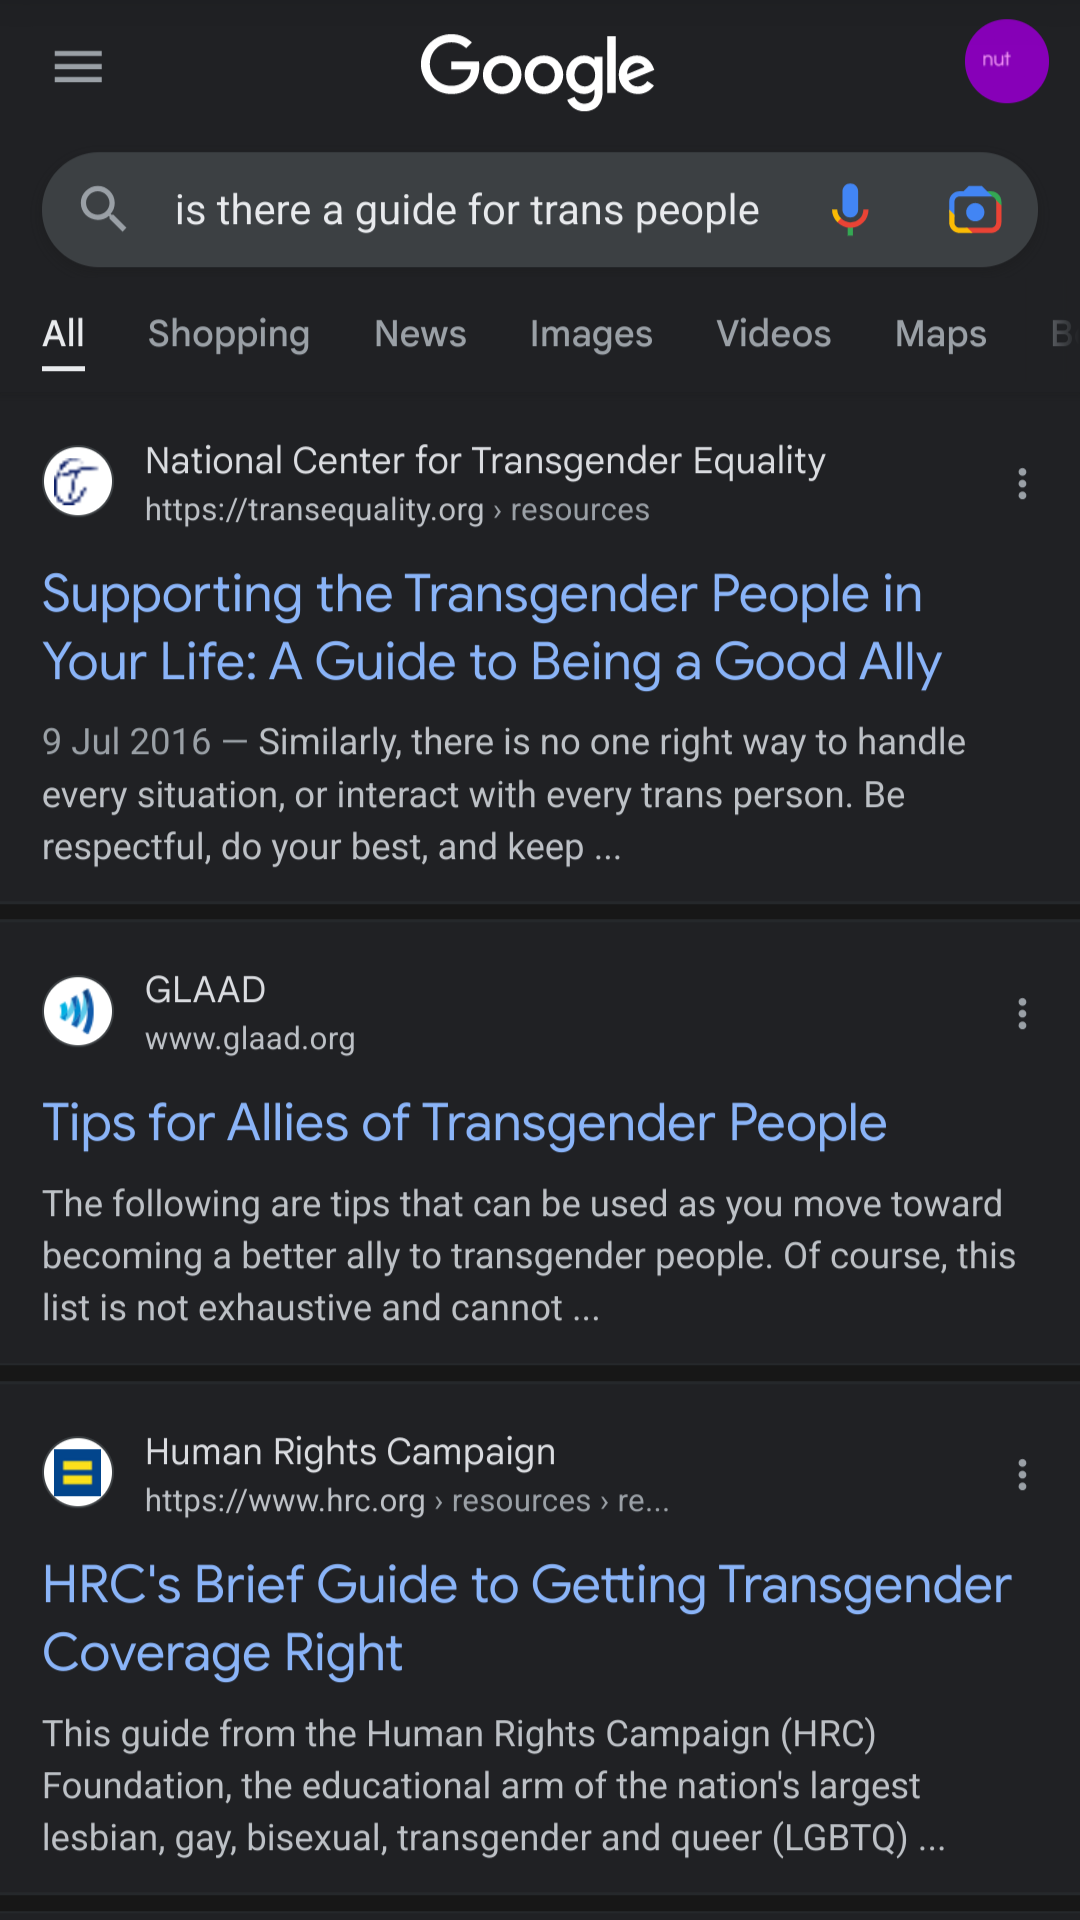 Google
nut
is there a guide for trans people
All Shopping News Images Videos Maps
National Center for Transgender Equality
https://transequality.org › resources
Supporting the Transgender People in
Your Life: A Guide to Being a Good Ally
9 Jul 2016 — Similarly, there is no one right way to handle
every situation, or interact with every trans person. Be
respectful, do your best, and keep ...
GLAAD
www.glaad.org
Tips for Allies of Transgender People
The following are tips that can be used as you move toward
becoming a better ally to transgender people. Of course, this
list is not exhaustive and cannot ...
Human Rights Campaign
https://www.hrc.org › resources › re...
HRC's Brief Guide to Getting Transgender
Coverage Right
This guide from the Human Rights Campaign (HRC)
Foundation, the educational arm of the nation's largest
lesbian, gay, bisexual, transgender and queer (LGBTQ) ...